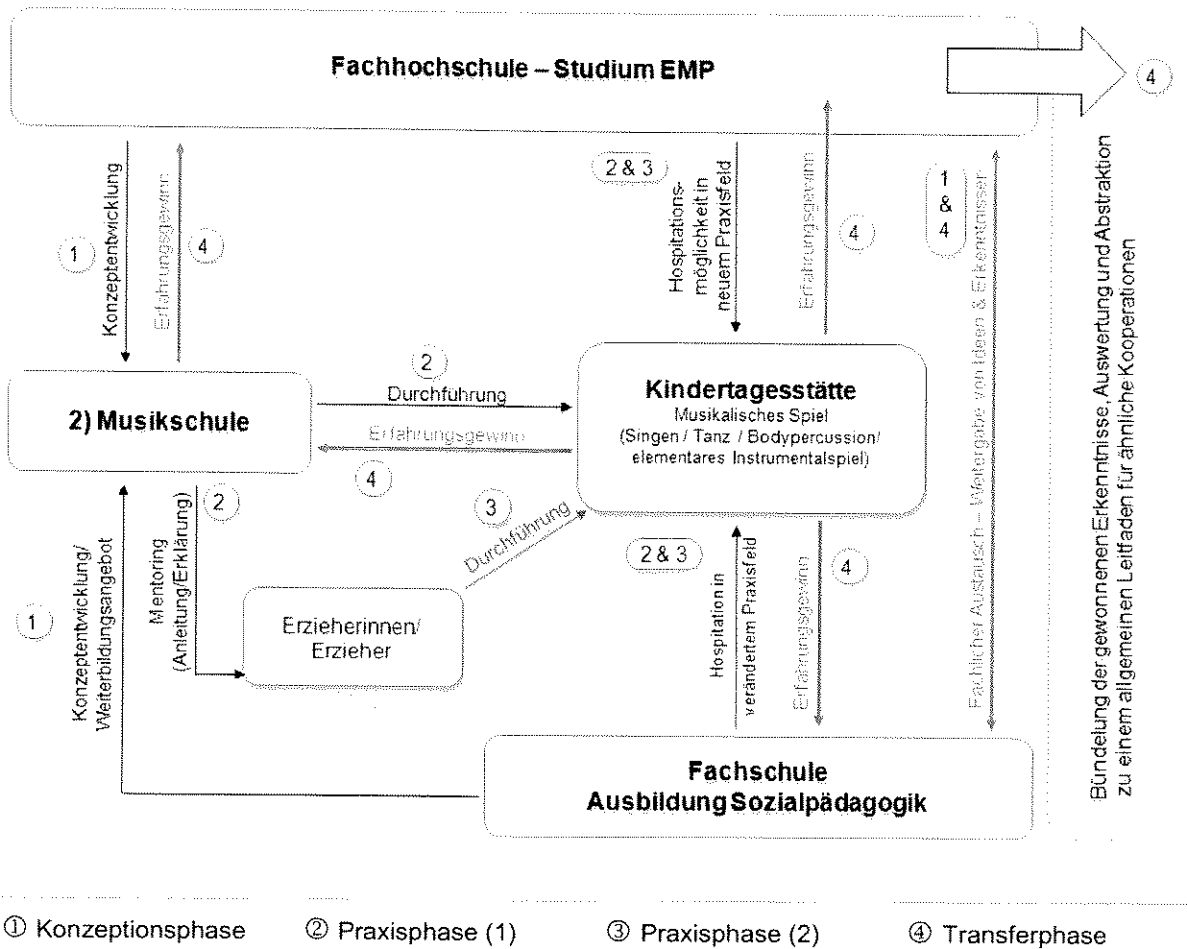 Fachhochschule – Studium EMP
4
1
Konzeptentwicklung
Erfahrungsgewinn
4
2 & 3
Hospitations-
möglichkeit in
neuem Praxisfeld
Erfahrungsgewinn
4
1
&
4
Fachlicher Austausch – Weitergabe von Ideen & Erkenntnissen
Bündelung der gewonnenen Erkenntnisse, Auswertung und Abstraktion
zu einem allgemeinen Leitfaden für ähnliche Kooperationen
2) Musikschule
2
Durchführung
Erfahrungsgewinn
4
Kindertagesstätte
Musikalisches Spiel
(Singen / Tanz / Bodypercussion/
elementares Instrumentalspiel)
1
Konzeptentwicklung/
Weiterbildungsangebot
2
Mentoring
(Anleitung/Erklärung)
3
Durchführung
Erzieherinnen/
Erzieher
2 & 3
Hospitation in
verändertem Praxisfeld
Erfahrungsgewinn
4
Fachschule
Ausbildung Sozialpädagogik
① Konzeptionsphase
② Praxisphase (1)
③ Praxisphase (2)
④ Transferphase